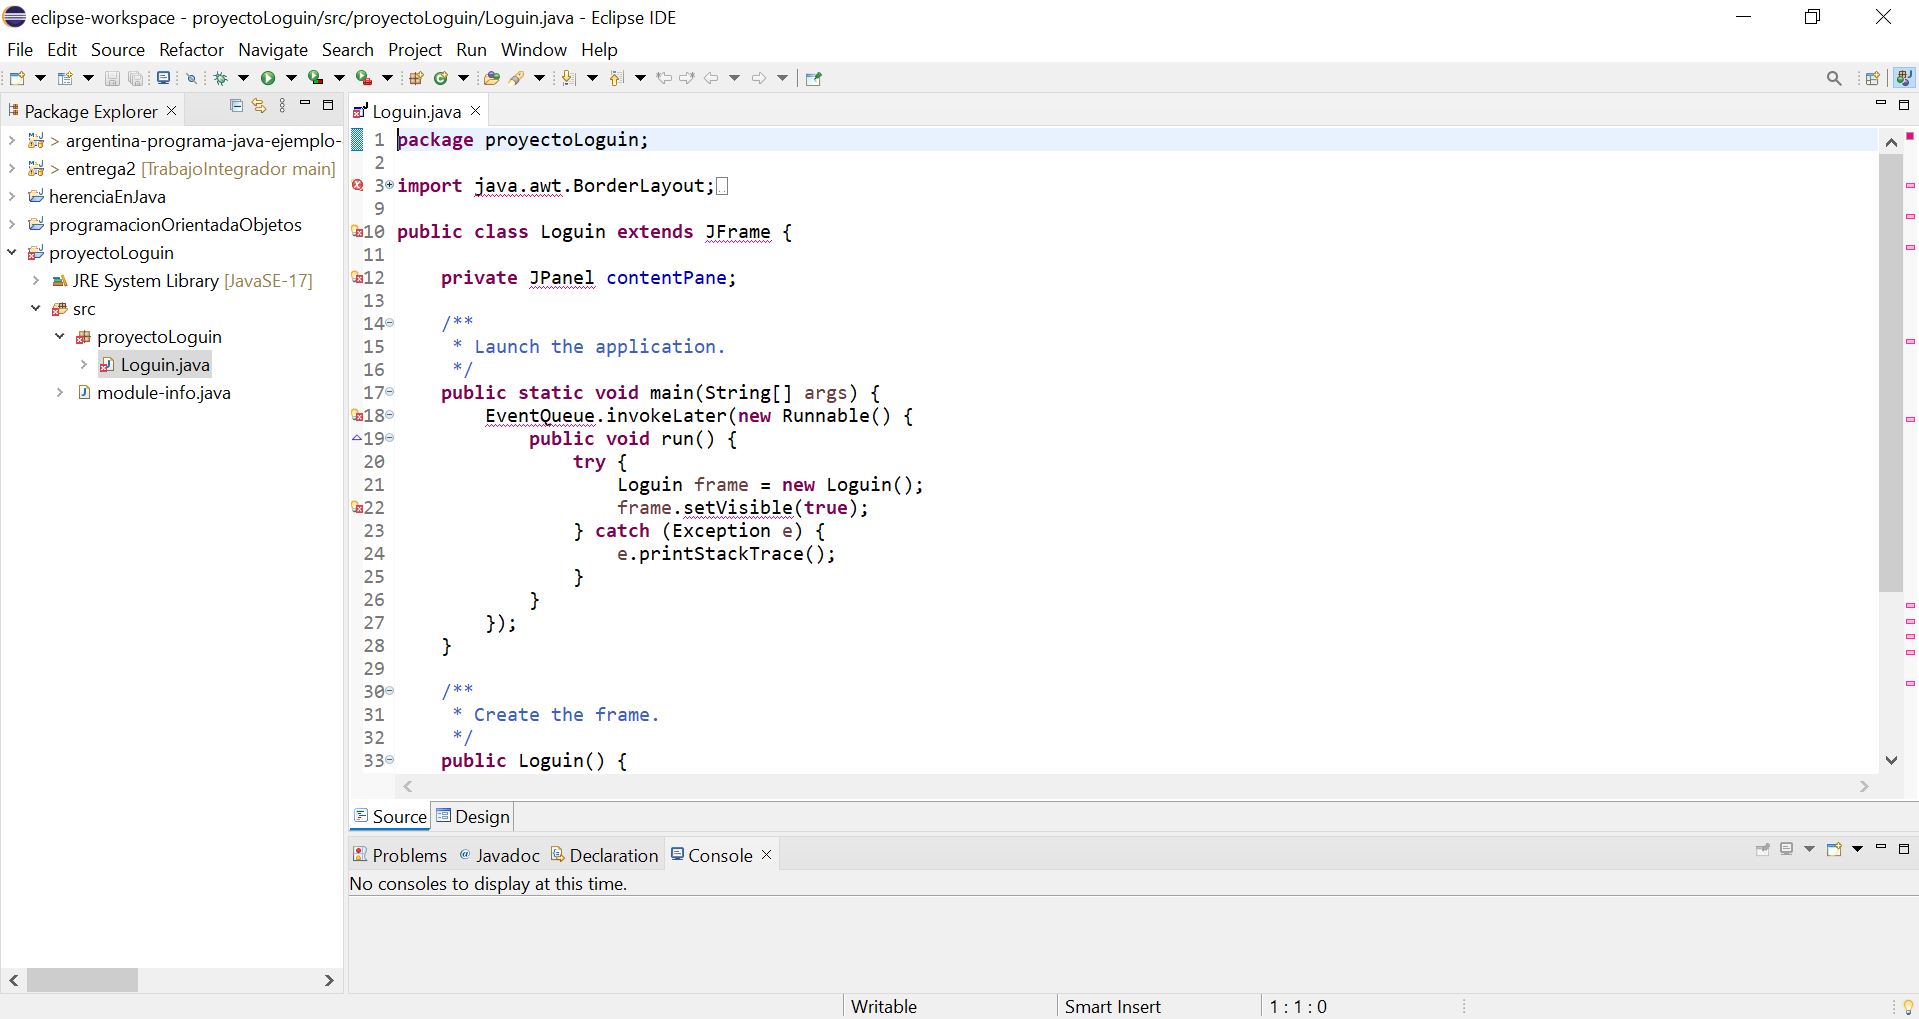 eclipse-workspace - proyectoLoguin/src/proyectoLoguin/Loguin.java - Eclipse IDE
File Edit Source Refactor Navigate Search Project Run Window Help
Package Explorer
> argentina-programa-java-ejemplo-
> entrega2 [TrabajoIntegrador main]
herenciaEnJava
programacionOrientadaObjetos
proyectoLoguin
JRE System Library [JavaSE-17]
src
proyectoLoguin
Loguin.java
module-info.java
Loguin.java
1 package proyectoLoguin;
2
3 import java.awt.BorderLayout;
9
10 public class Loguin extends JFrame {
11
12 private JPanel contentPane;
13
14 /**
15 * Launch the application.
16 */
17 public static void main(String[] args) {
18 EventQueue.invokeLater(new Runnable() {
19 public void run() {
20 try {
21 Loguin frame = new Loguin();
22 frame.setVisible(true);
23 } catch (Exception e) {
24 e.printStackTrace();
25 }
26 }
27 });
28 }
29
30 /**
31 * Create the frame.
32 */
33 public Loguin() {
Source Design
Problems @ Javadoc Declaration Console
No consoles to display at this time.
Writable Smart Insert 1 : 1 : 0